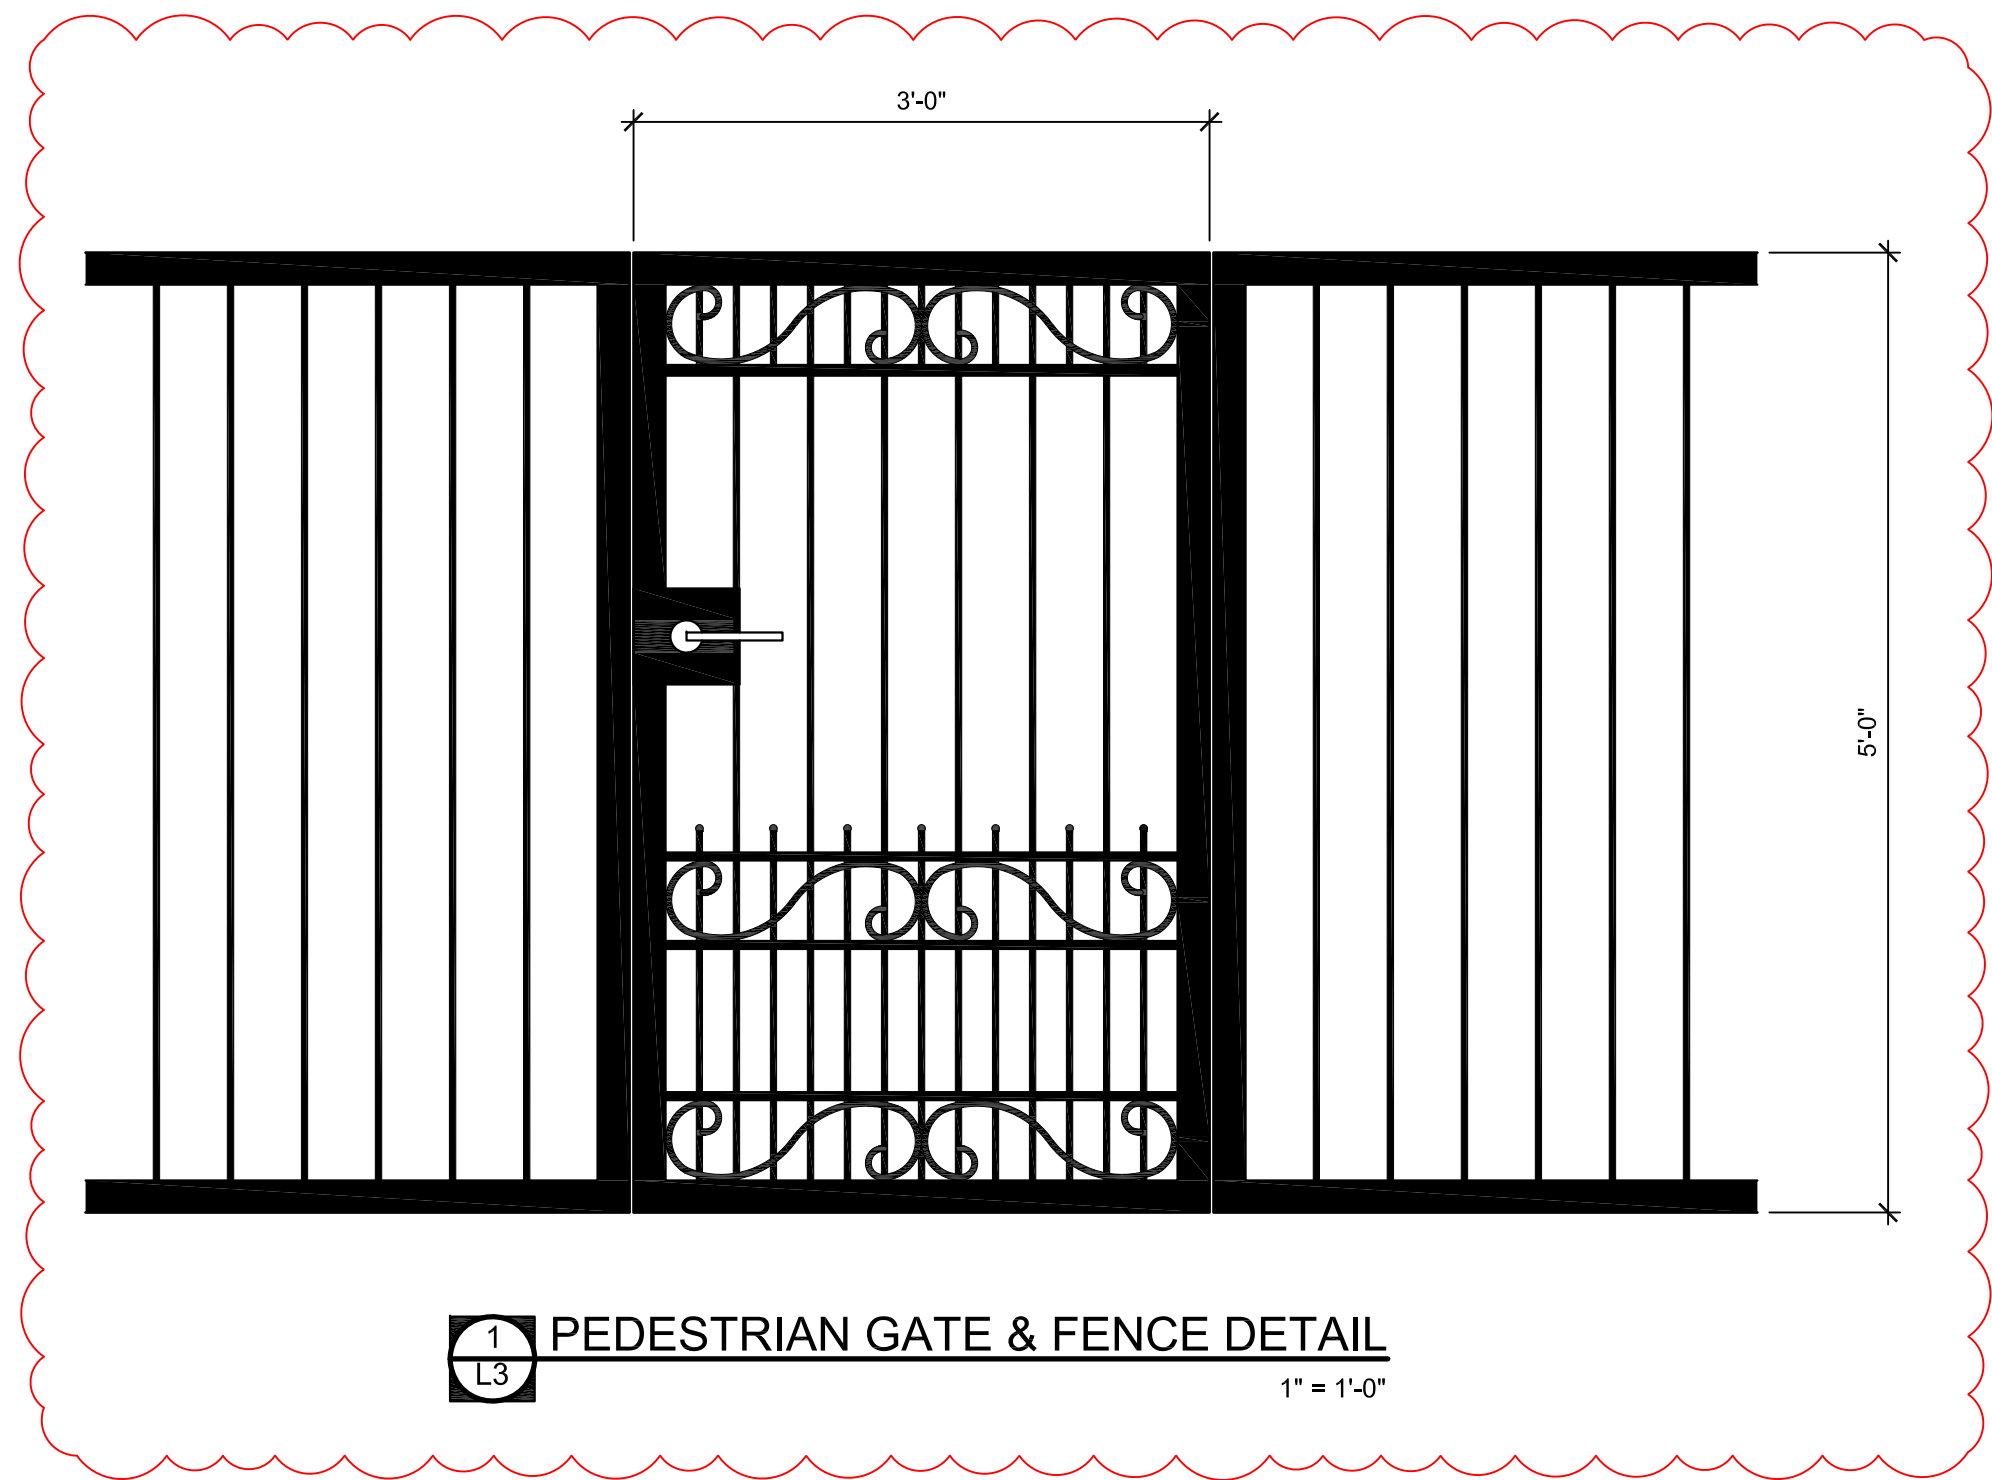 3'-0"
5'-0"
1
L3
PEDESTRIAN GATE & FENCE DETAIL
1" = 1'-0"